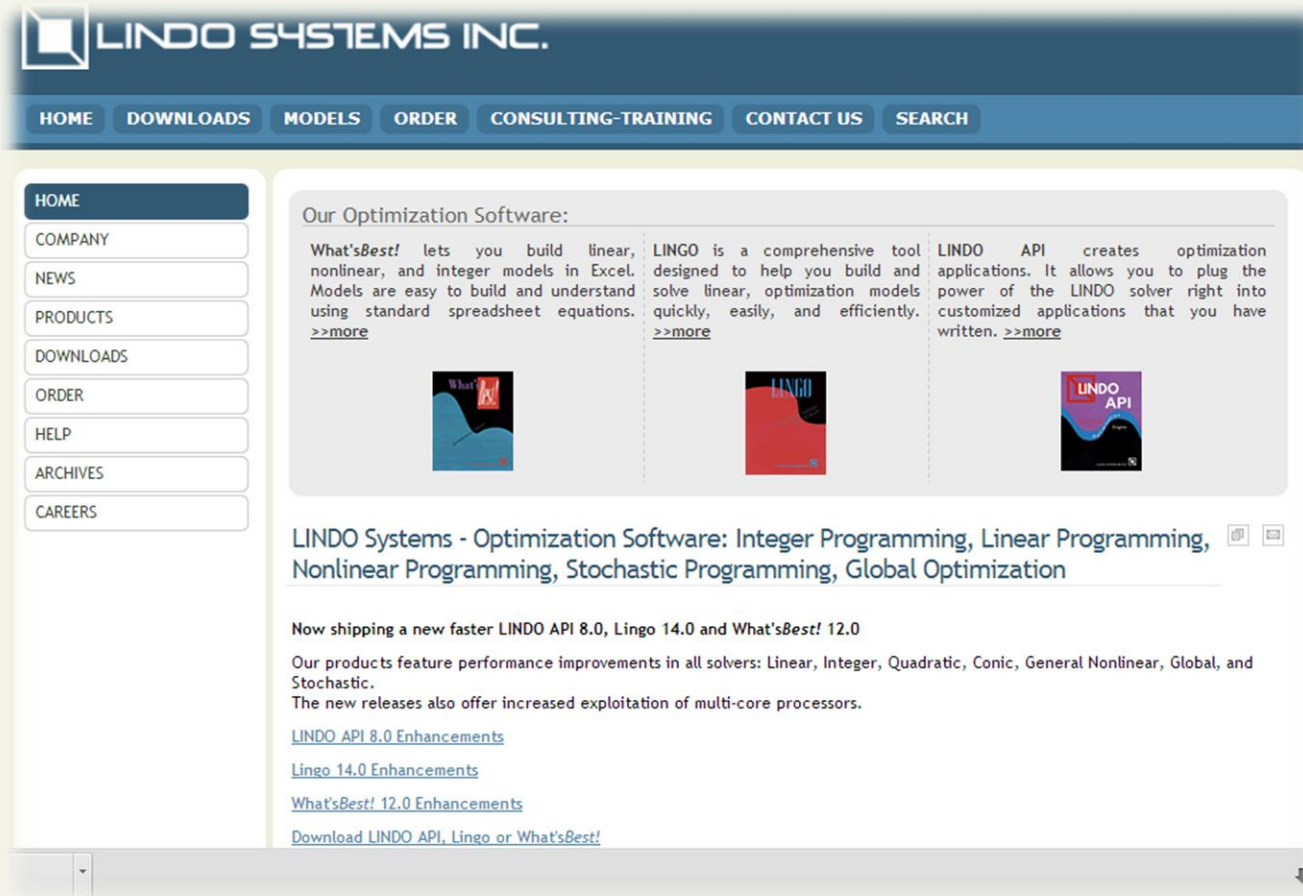 LINDO SYSTEMS INC.
HOME DOWNLOADS MODELS ORDER CONSULTING-TRAINING CONTACT US SEARCH
HOME
COMPANY
NEWS
PRODUCTS
DOWNLOADS
ORDER
HELP
ARCHIVES
CAREERS
Our Optimization Software:
What'sBest! lets you build linear,
nonlinear, and integer models in Excel.
Models are easy to build and understand
using standard spreadsheet equations.
>>more
What's Best!
LINGO is a comprehensive tool
designed to help you build and
solve linear, optimization models
quickly, easily, and efficiently.
>>more
LINGO
LINDO API creates optimization
applications. It allows you to plug the
power of the LINDO solver right into
customized applications that you have
written. >>more
LINDO
API
LINDO Systems - Optimization Software: Integer Programming, Linear Programming,
Nonlinear Programming, Stochastic Programming, Global Optimization
Now shipping a new faster LINDO API 8.0, Lingo 14.0 and What'sBest! 12.0
Our products feature performance improvements in all solvers: Linear, Integer, Quadratic, Conic, General Nonlinear, Global, and
Stochastic.
The new releases also offer increased exploitation of multi-core processors.
LINDO API 8.0 Enhancements
Lingo 14.0 Enhancements
What'sBest! 12.0 Enhancements
Download LINDO API, Lingo or What'sBest!